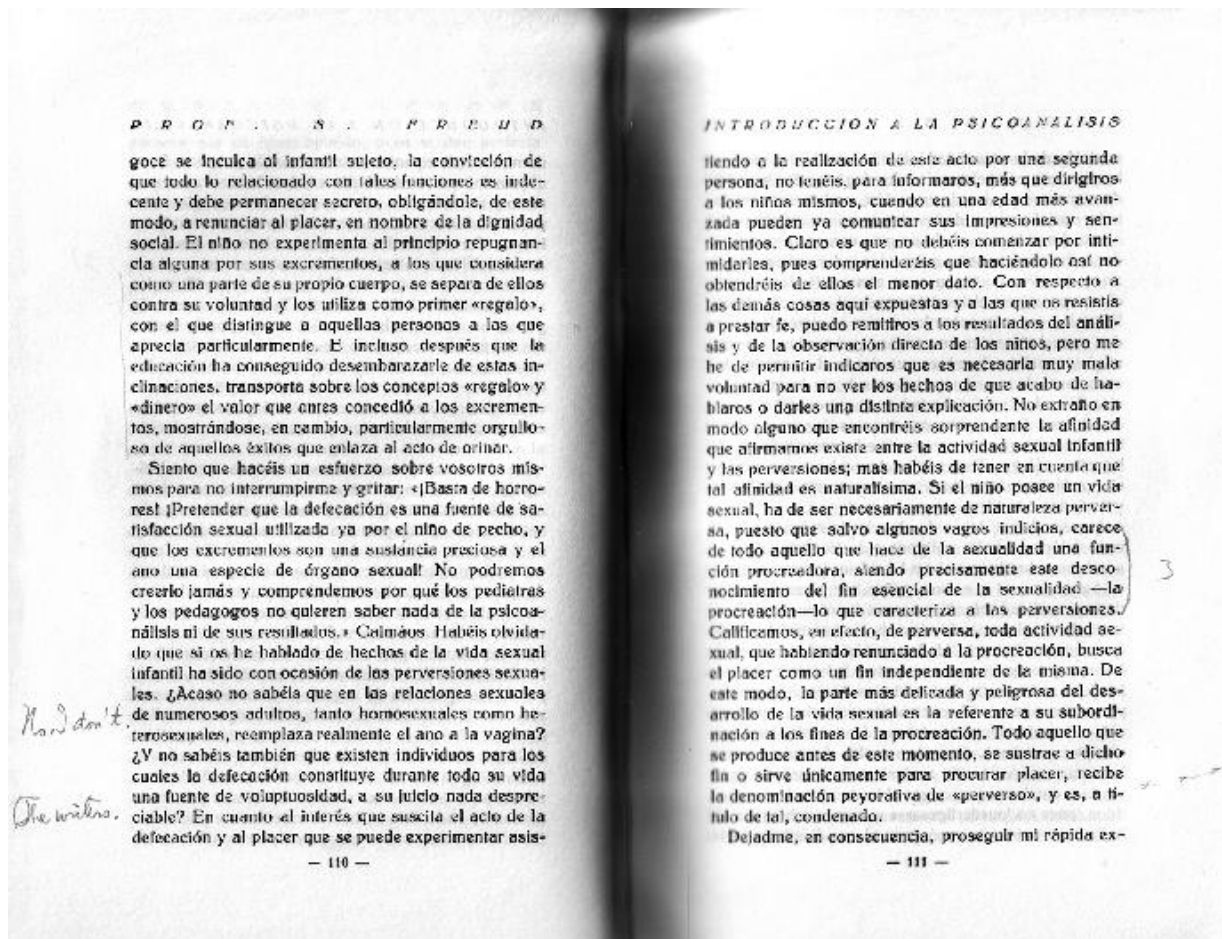 PROF. S. FREUD
goce se inculca al infantil sujeto, la convicción de
que todo lo relacionado con tales funciones es inde-
cente y debe permanecer secreto, obligándole, de este
modo, a renunciar al placer, en nombre de la dignidad
social. El niño no experimenta al principio repugnan-
cia alguna por sus excrementos, a los que considera
como una parte de su propio cuerpo, se separa de ellos
contra su voluntad y los utiliza como primer «regalo»,
con el que distingue a aquellas personas a las que
aprecia particularmente. E incluso después que la
educación ha conseguido desembarazarle de estas in-
clinaciones, transporta sobre los conceptos «regalo» y
«dinero» el valor que antes concedió a los excremen-
tos, mostrándose, en cambio, particularmente orgullo-
so de aquellos éxitos que enlaza al acto de orinar.
Siento que hacéis un esfuerzo sobre vosotros mis-
mos para no interrumpirme y gritar: «¡Basta de horro-
res! ¡Pretender que la defecación es una fuente de sa-
tisfacción sexual utilizada ya por el niño de pecho, y
que los excrementos son una sustancia preciosa y el
ano una especie de órgano sexual! No podremos
creerlo jamás y comprendemos por qué los pediatras
y los pedagogos no quieren saber nada de la psicoa-
nálisis ni de sus resultados.» Calmáos. Habéis olvida-
do que si os he hablado de hechos de la vida sexual
infantil ha sido con ocasión de las perversiones sexua-
les. ¿Acaso no sabéis que en las relaciones sexuales
de numerosos adultos, tanto homosexuales como he-
terosexuales, reemplaza realmente el ano a la vagina?
¿Y no sabéis también que existen individuos para los
cuales la defecación constituye durante toda su vida
una fuente de voluptuosidad, a su juicio nada despre-
ciable? En cuanto al interés que suscita el acto de la
defecación y al placer que se puede experimentar asis-
— 110 —
don't.
The writers.
INTRODUCCION A LA PSICOANALISIS
tiendo a la realización de este acto por una segunda
persona, no tenéis, para informaros, más que dirigiros
a los niños mismos, cuando en una edad más avan-
zada pueden ya comunicar sus impresiones y sen-
timientos. Claro es que no debéis comenzar por inti-
midarles, pues comprenderéis que haciéndolo así no
obtendréis de ellos el menor dato. Con respecto a
las demás cosas aquí expuestas y a las que os resistís
a prestar fe, puedo remitiros a los resultados del análi-
sis y de la observación directa de los niños, pero me
he de permitir indicaros que es necesaria muy mala
voluntad para no ver los hechos de que acabo de ha-
blaros o darles una distinta explicación. No extraño en
modo alguno que encontréis sorprendente la afinidad
que afirmamos existe entre la actividad sexual infantil
y las perversiones; mas habéis de tener en cuenta que
tal afinidad es naturalísima. Si el niño posee un vida
sexual, ha de ser necesariamente de naturaleza perver-
sa, puesto que salvo algunos vagos indicios, carece
de todo aquello que hace de la sexualidad una fun-
ción procreadora, siendo precisamente este desco-
nocimiento del fin esencial de la sexualidad —la
procreación—lo que caracteriza a las perversiones.
Calificamos, en efecto, de perversa, toda actividad se-
xual, que habiendo renunciado a la procreación, busca
el placer como un fin independiente de la misma. De
este modo, la parte más delicada y peligrosa del des-
arrollo de la vida sexual es la referente a su subordi-
nación a los fines de la procreación. Todo aquello que
se produce antes de este momento, se sustrae a dicho
fin o sirve únicamente para procurar placer, recibe
la denominación peyorativa de «perverso», y es, a tí-
tulo de tal, condenado.
Dejadme, en consecuencia, proseguir mi rápida ex-
— 111 —
3